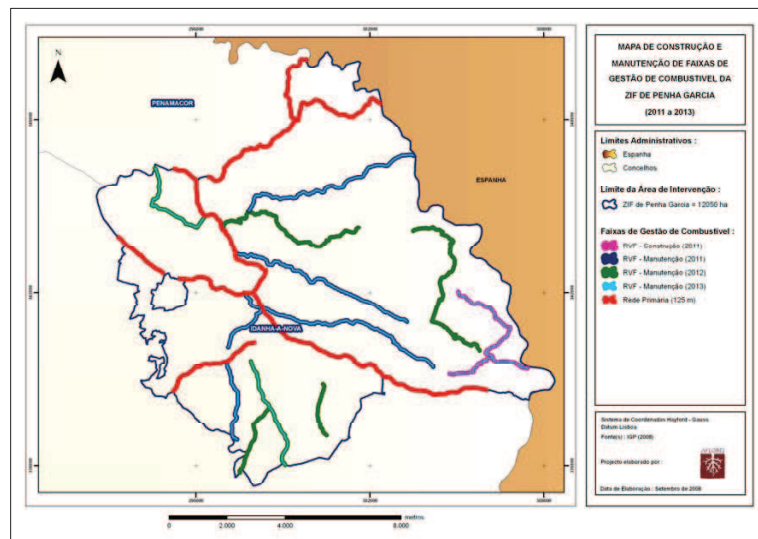 MAPA DE CONSTRUÇÃO E
MANUTENÇÃO DE FAIXAS DE
GESTÃO DE COMBUSTIVEL DA
ZIF DE PENHA GARCIA
(2011 a 2013)
N
PENAMACOR
ESPANHA
IDANHA-A-NOVA
Limites Administrativos :
Espanha
Concelhos
Limite da Área de Intervenção :
ZIF de Penha Garcia = 12050 ha
Faixas de Gestão de Combustível :
RVF - Construção (2011)
RVF - Manutenção (2011)
RVF - Manutenção (2012)
RVF - Manutenção (2013)
Rede Primária (125 m)
Sistema de Coordenadas Hayford - Gauss
Datum Lisboa
Fonte(s) : IGP (2008)
Projecto elaborado por :
Data de Elaboração : Setembro de 2008
metros
0 2.000 4.000 8.000